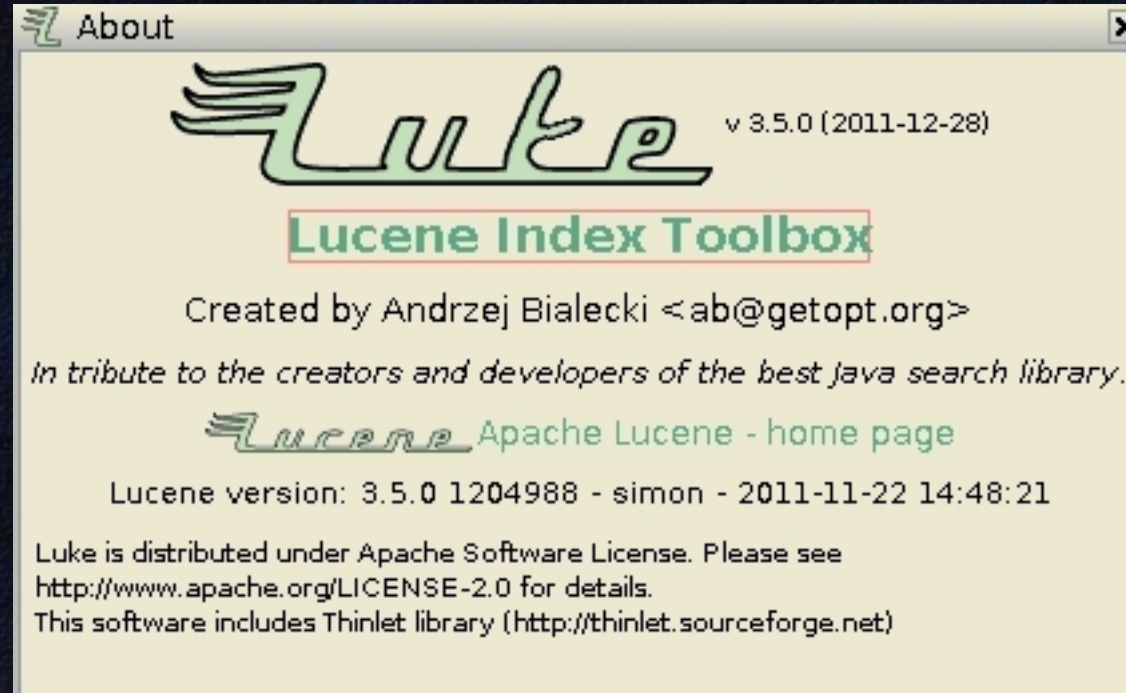 About
Luke v 3.5.0 (2011-12-28)
Lucene Index Toolbox
Created by Andrzej Bialecki <ab@getopt.org>
In tribute to the creators and developers of the best Java search library.
Lucene Apache Lucene - home page
Lucene version: 3.5.0 1204988 - simon - 2011-11-22 14:48:21
Luke is distributed under Apache Software License. Please see
http://www.apache.org/LICENSE-2.0 for details.
This software includes Thinlet library (http://thinlet.sourceforge.net)